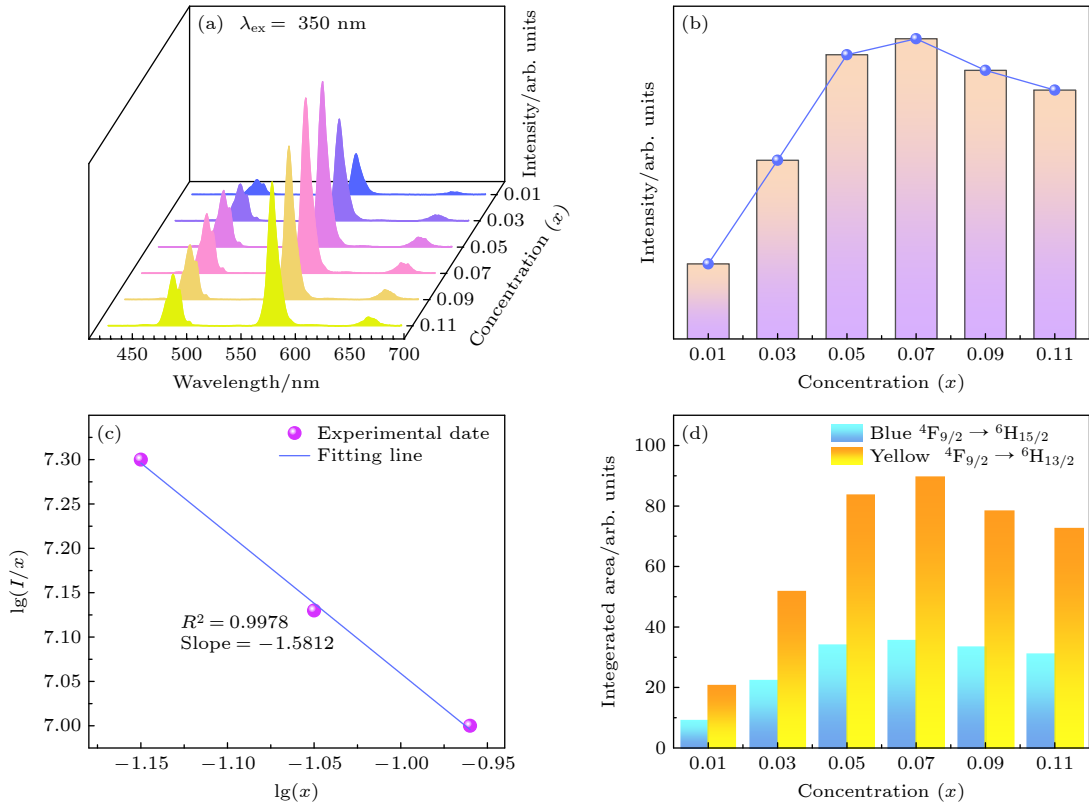 (a) λex = 350 nm
Intensity/arb. units
0.01
0.03
0.05
0.07
0.09
0.11
Concentration (x)
450 500 550 600 650 700
Wavelength/nm
(b)
Intensity/arb. units
0.01 0.03 0.05 0.07 0.09 0.11
Concentration (x)
(c)
Experimental date
Fitting line
7.30
7.25
7.20
7.15
7.10
7.05
7.00
lg(I/x)
R² = 0.9978
Slope = −1.5812
−1.15 −1.10 −1.05 −1.00 −0.95
lg(x)
(d)
Blue ⁴F9/2 → ⁶H15/2
Yellow ⁴F9/2 → ⁶H13/2
100
80
60
40
20
0
Integerated area/arb. units
0.01 0.03 0.05 0.07 0.09 0.11
Concentration (x)